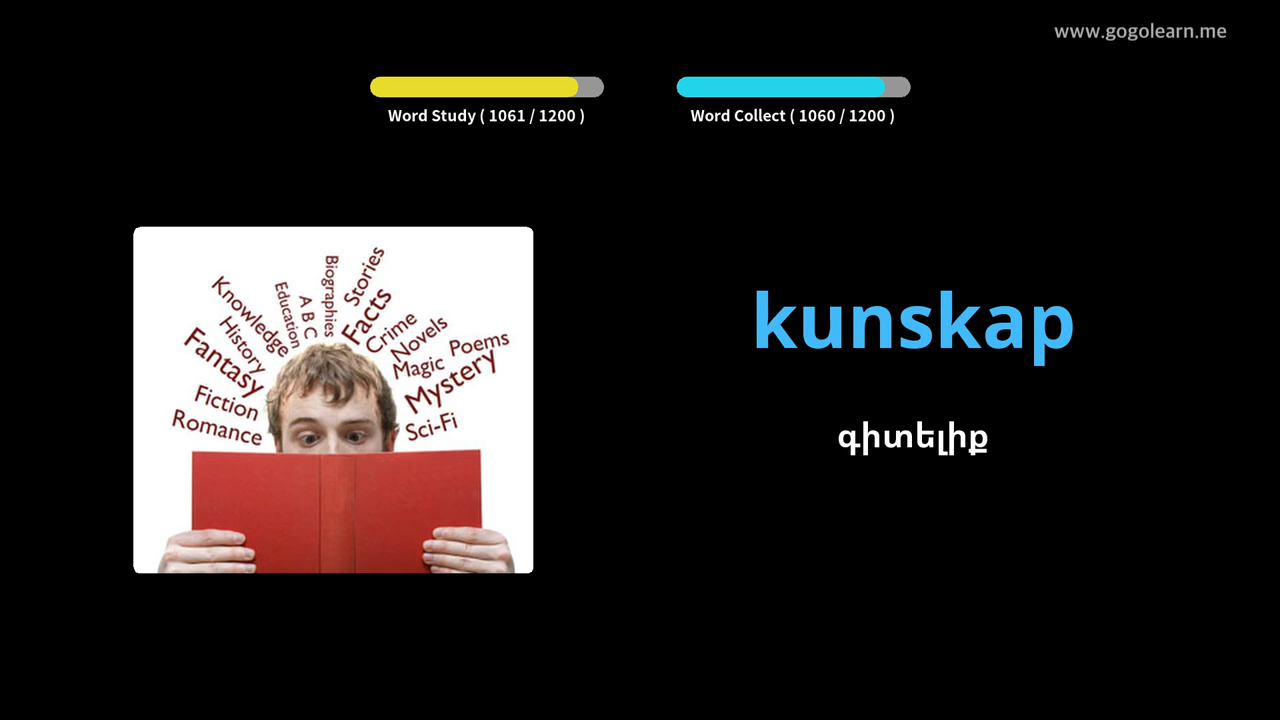 www.gogolearn.me
Word Study ( 1061 / 1200 )
Word Collect ( 1060 / 1200 )
Biographies
Stories
Education
A B C
Facts
Knowledge
Crime
History
Novels
Fantasy
Magic
Poems
Mystery
Fiction
Romance
Sci-Fi
kunskap
գիտելիք